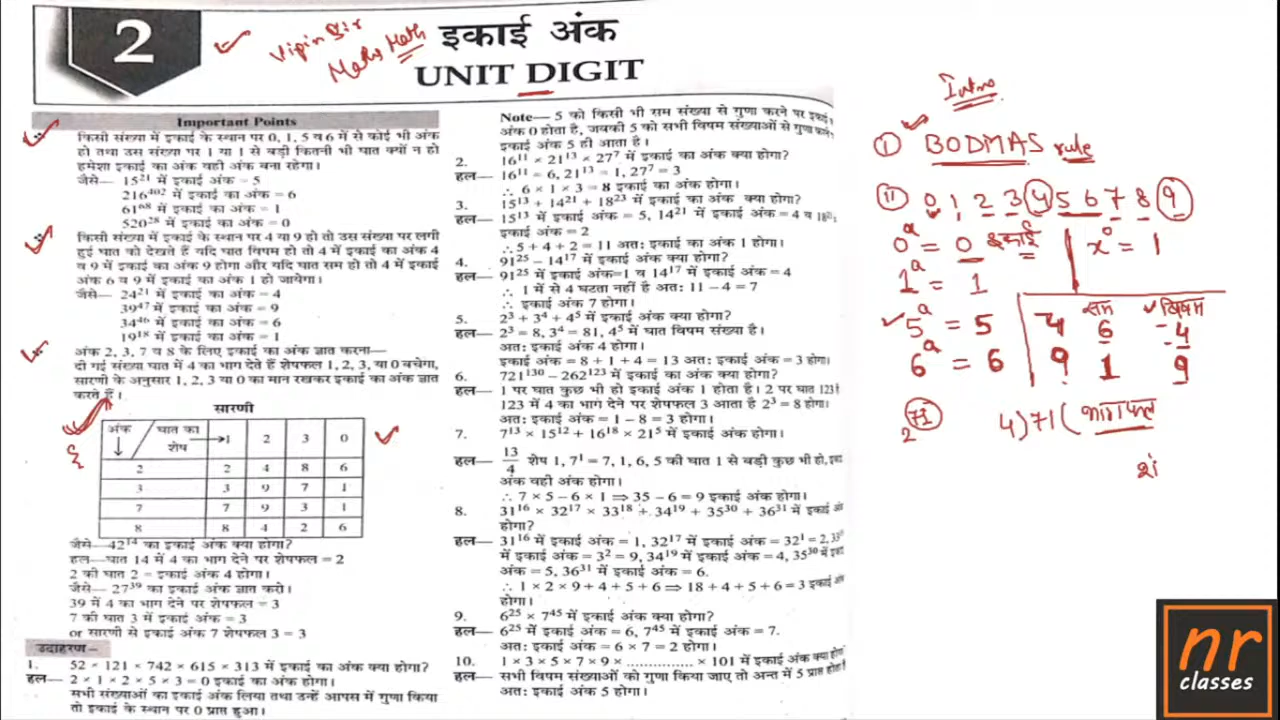 2
Vipin Sir
Maths Math
इकाई अंक
UNIT DIGIT
Important Points
किसी संख्या में इकाई के स्थान पर 0, 1, 5 व 6 में से कोई भी अंक
हो तथा उस संख्या पर 1 या 1 से बड़ी कितनी भी घात क्यों न हो
हमेशा इकाई का अंक वही अंक बना रहेगा।
जैसे— 15²¹ में इकाई का अंक = 5
216⁴⁰² में इकाई का अंक = 6
61⁶⁸ में इकाई का अंक = 1
520²⁸ में इकाई का अंक = 0
किसी संख्या में इकाई के स्थान पर 4 या 9 हो तो उस संख्या पर लगी
हुई घात को देखते हैं यदि घात विषम हो तो 4 में इकाई का अंक 4
व 9 में इकाई का अंक 9 होगा और यदि घात सम हो तो 4 में इकाई
अंक 6 व 9 में इकाई का अंक 1 हो जायेगा।
जैसे— 24²¹ में इकाई का अंक = 4
39⁴⁷ में इकाई का अंक = 9
34⁴⁶ में इकाई का अंक = 6
19¹⁸ में इकाई का अंक = 1
अंक 2, 3, 7 व 8 के लिए इकाई का अंक ज्ञात करना—
दी गई संख्या घात में 4 का भाग देते हैं शेषफल 1, 2, 3, या 0 बचेगा,
सारणी के अनुसार 1, 2, 3 या 0 का मान रखकर इकाई का अंक ज्ञात
करते हैं।
सारणी
अंक घात का शेष 1 2 3 0
2 2 4 8 6
3 3 9 7 1
7 7 9 3 1
8 8 4 2 6
जैसे—42¹⁴ का इकाई अंक क्या होगा?
हल—घात 14 में 4 का भाग देने पर शेषफल = 2
2 की घात 2 = इकाई अंक 4 होगा।
जैसे—27³⁹ का इकाई अंक ज्ञात करो।
39 में 4 का भाग देने पर शेषफल = 3
7 की घात 3 में इकाई अंक = 3
or सारणी से इकाई अंक 7 शेषफल 3 = 3
उदाहरण–
1. 52 × 121 × 742 × 615 × 313 में इकाई का अंक क्या होगा?
हल— 2 × 1 × 2 × 5 × 3 = 0 इकाई का अंक होगा।
सभी संख्याओं का इकाई अंक लिया तथा उन्हें आपस में गुणा किया
तो इकाई के स्थान पर 0 प्राप्त हुआ।
Note— 5 को किसी भी सम संख्या से गुणा करने पर इकाई
अंक 0 होता है, जबकी 5 को सभी विषम संख्याओं से गुणा करने
इकाई अंक 5 ही आता है।
2. 16¹¹ × 21¹³ × 27⁷ में इकाई का अंक क्या होगा?
हल— 16¹¹ = 6, 21¹³ = 1, 27⁷ = 3
∴ 6 × 1 × 3 = 8 इकाई का अंक होगा।
3. 15¹³ + 14²¹ + 18²³ में इकाई का अंक क्या होगा?
हल— 15¹³ में इकाई का अंक = 5, 14²¹ में इकाई का अंक = 4 व 18²³
इकाई अंक = 2
∴ 5 + 4 + 2 = 11 अतः इकाई का अंक 1 होगा।
4. 91²⁵ – 14¹⁷ में इकाई का अंक क्या होगा?
हल— 91²⁵ में इकाई का अंक=1 व 14¹⁷ में इकाई का अंक = 4
∴ 1 में से 4 घटता नहीं है अतः 11 – 4 = 7
∴ इकाई अंक 7 होगा।
5. 2³ + 3⁴ + 4⁵ में इकाई का अंक क्या होगा?
हल— 2³ = 8, 3⁴ = 81, 4⁵ में घात विषम संख्या है।
अतः इकाई अंक 4 होगा।
इकाई अंक = 8 + 1 + 4 = 13 अतः इकाई का अंक = 3 होगा।
6. 721¹³⁰ – 262¹²³ में इकाई का अंक क्या होगा?
हल— 1 पर घात कुछ भी हो इकाई अंक 1 होता है। 2 पर घात 123 है
123 में 4 का भाग देने पर शेषफल 3 आता है 2³ = 8 होगा।
अतः इकाई का अंक = 1 – 8 = 3 होगा।
7. 7¹³ × 15¹² + 16¹⁸ × 21⁵ में इकाई अंक होगा।
हल— 13/4 शेष 1, 7¹ = 7, 1, 6, 5 की घात 1 से बड़ी कुछ भी हो, इकाई
अंक वही अंक होगा।
∴ 7 × 5 – 6 × 1 ⇒ 35 – 6 = 9 इकाई का अंक होगा।
8. 31¹⁶ × 32¹⁷ × 33¹⁸ + 34¹⁹ + 35³⁰ + 36³¹ में इकाई अंक
होगा?
हल— 31¹⁶ में इकाई का अंक = 1, 32¹⁷ में इकाई अंक = 32¹ = 2, 33
में इकाई अंक = 3² = 9, 34¹⁹ में इकाई अंक = 4, 35³⁰ में इकाई
अंक = 5, 36³¹ में इकाई अंक = 6.
∴ 1 × 2 × 9 + 4 + 5 + 6 ⇒ 18 + 4 + 5 + 6 = 3 इकाई अंक
होगा।
9. 6²⁵ × 7⁴⁵ में इकाई का अंक क्या होगा?
हल— 6²⁵ में इकाई का अंक = 6, 7⁴⁵ में इकाई अंक = 7.
अतः इकाई का अंक = 6 × 7 = 2 होगा।
10. 1 × 3 × 5 × 7 × 9 × .............. × 101 में इकाई का अंक क्या होगा
हल— सभी विषम संख्याओं को गुणा किया जाए तो अन्त में 5 प्राप्त होता है
अतः इकाई अंक 5 होगा।
Intro
(i) BODMAS rule
(ii) 0, 1, 2 3 4 5 6 7 8 9
0ᵃ = 0 इकाई x⁰ = 1
1ᵃ = 1
सम विषम
5ᵃ = 5 4 6 4
6ᵃ = 6 9 1 9
2⁷¹ 4)71( भागफल
शे
nr
classes